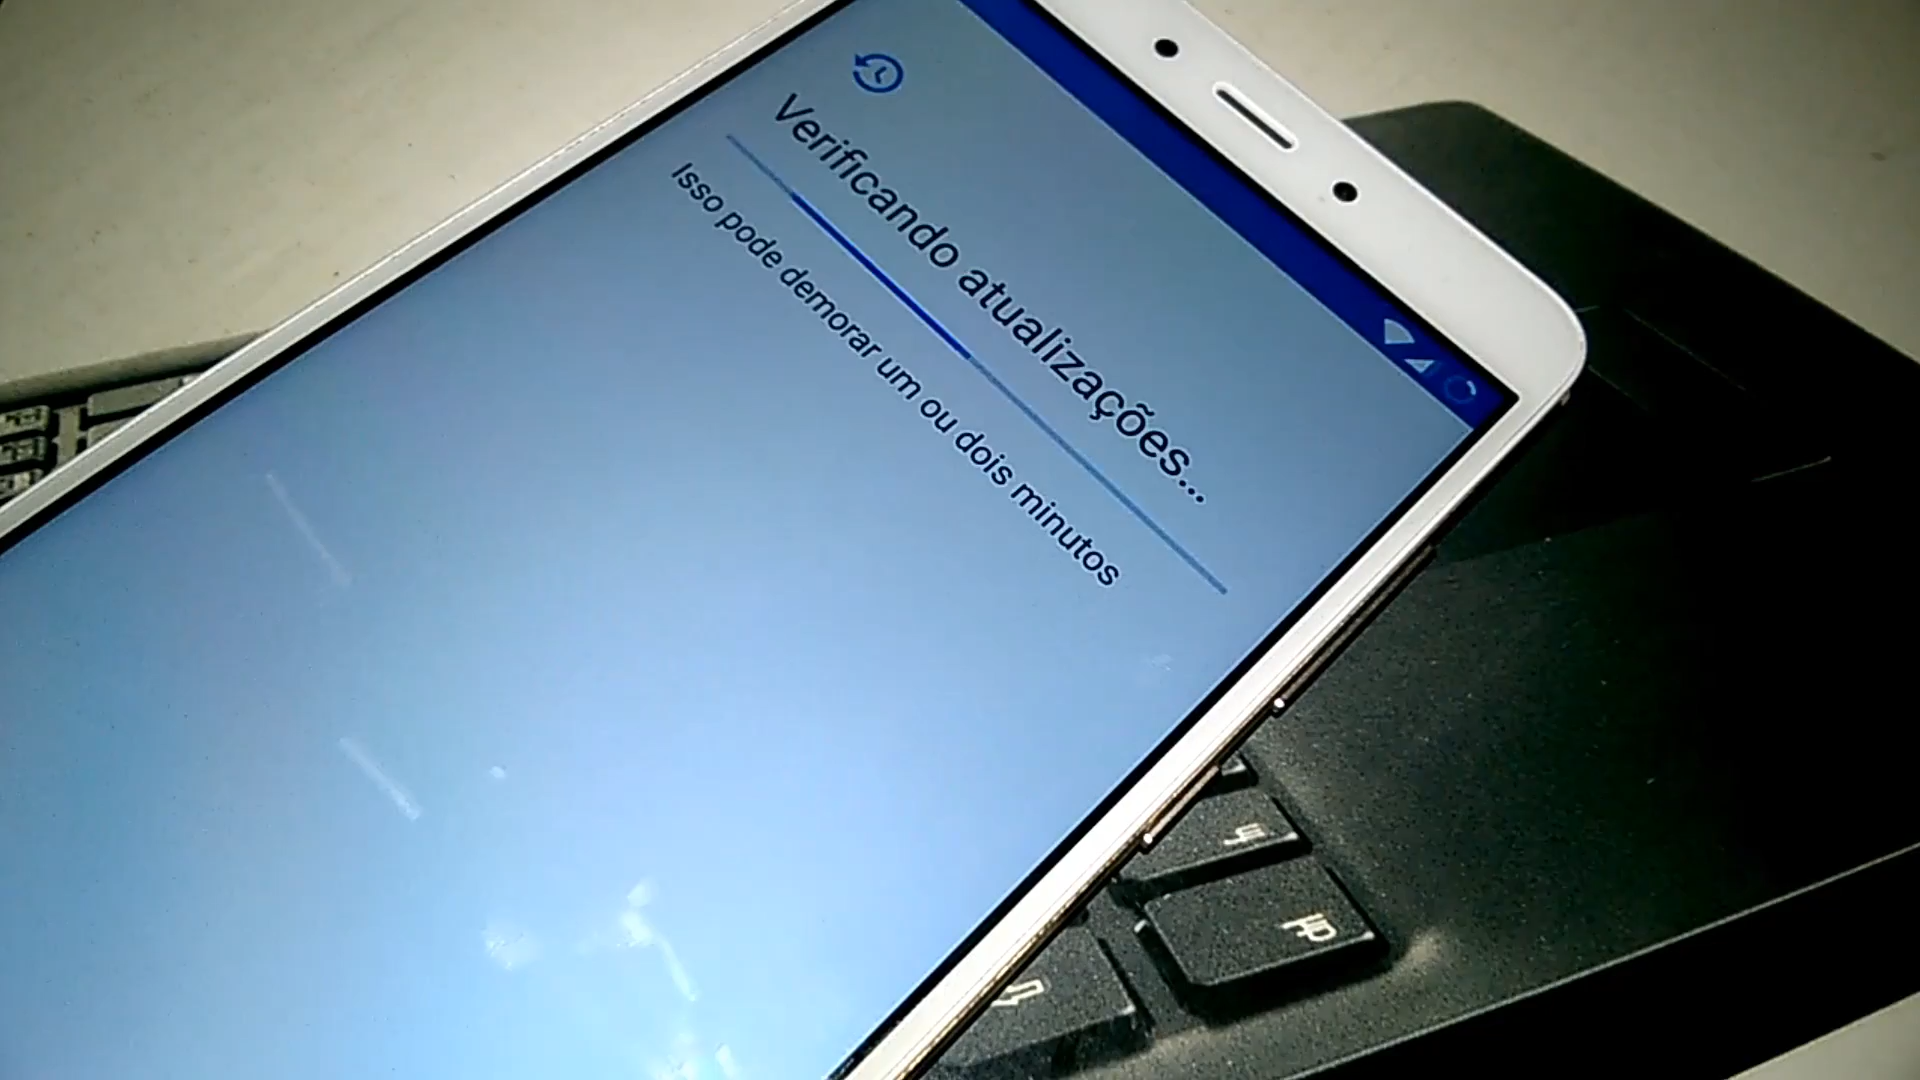 Verificando atualizações...
Isso pode demorar um ou dois minutos